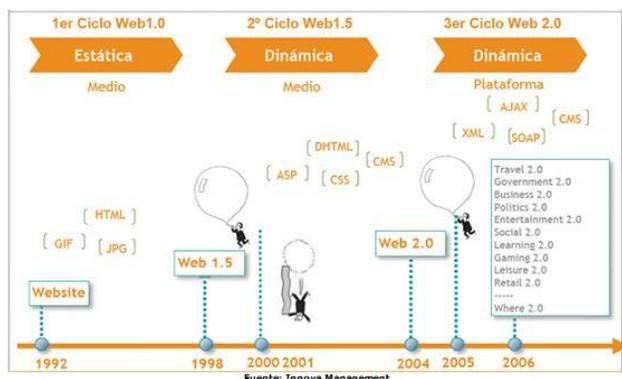 1er Ciclo Web1.0
2º Ciclo Web1.5
3er Ciclo Web 2.0
Estática
Dinámica
Dinámica
Medio
Medio
Plataforma
[ AJAX ]
[ CMS ]
[ XML ]
[SOAP]
[ DHTML ]
[ CMS ]
[ ASP ]
[ CSS ]
[ HTML ]
[ GIF ]
[ JPG ]
Travel 2.0
Government 2.0
Business 2.0
Politics 2.0
Entertainment 2.0
Social 2.0
Learning 2.0
Gaming 2.0
Leisure 2.0
Retail 2.0
-----
Where 2.0
Website
Web 1.5
Web 2.0
1992
1998
2000
2001
2004
2005
2006
Fuente: Innova Management